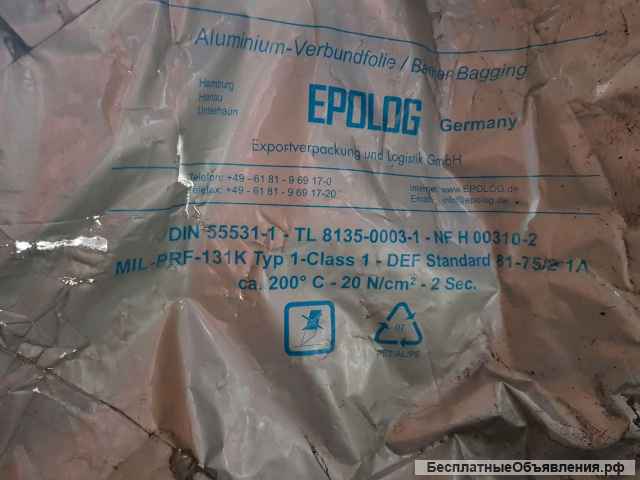 Aluminium-Verbundfolie / Barrier Bagging
Hamburg
Hanau
Unterhaun
EPOLOG
Germany
Exportverpackung und Logistik GmbH
Telefon: +49 - 61 81 - 9 69 17-0
Telefax: +49 - 61 81 - 9 69 17-20
www.EPOLOG.de
Email: info@epolog.de
DIN 55531-1 - TL 8135-0003-1 - NF H 00310-2
MIL-PRF-131K Typ 1-Class 1 - DEF Standard 81-75/2 1A
ca. 200° C - 20 N/cm² - 2 Sec.
07
PET/AL/PE
БесплатныеОбъявления.рф